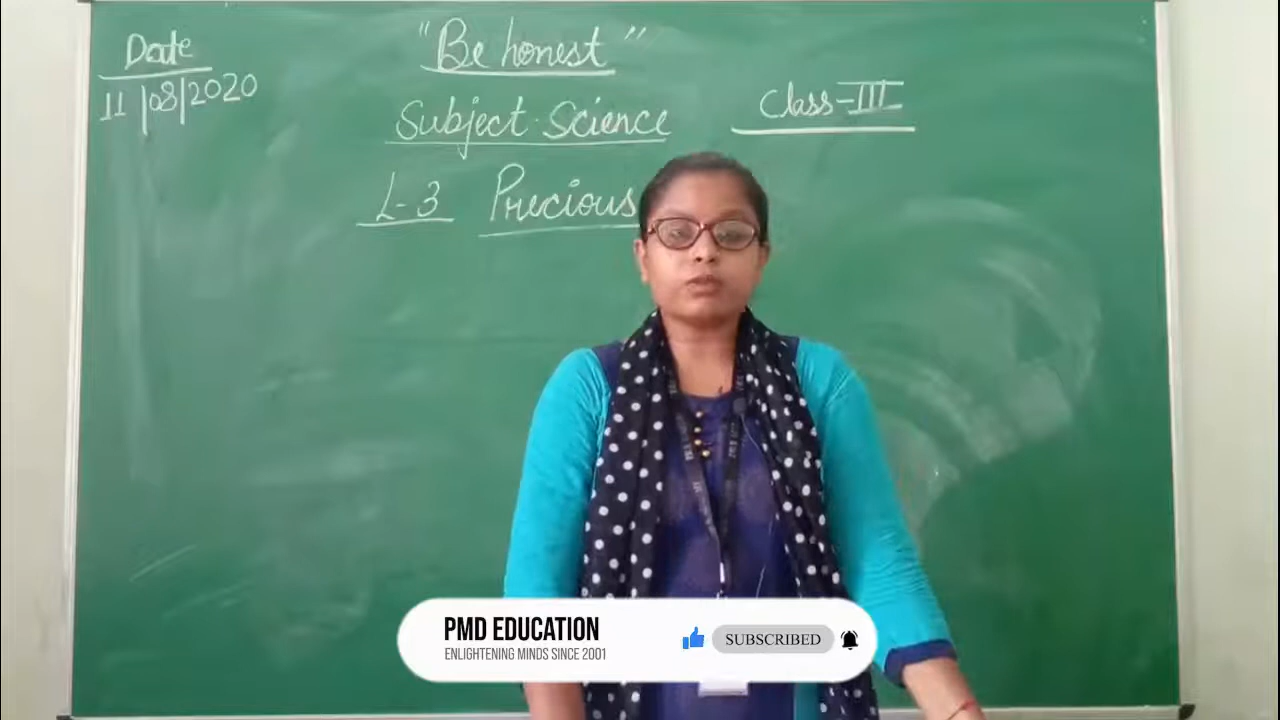 Date
11/08/2020
"Be honest"
Subject-Science
Class-III
L-3 Precious
PMD EDUCATION
ENLIGHTENING MINDS SINCE 2001
SUBSCRIBED